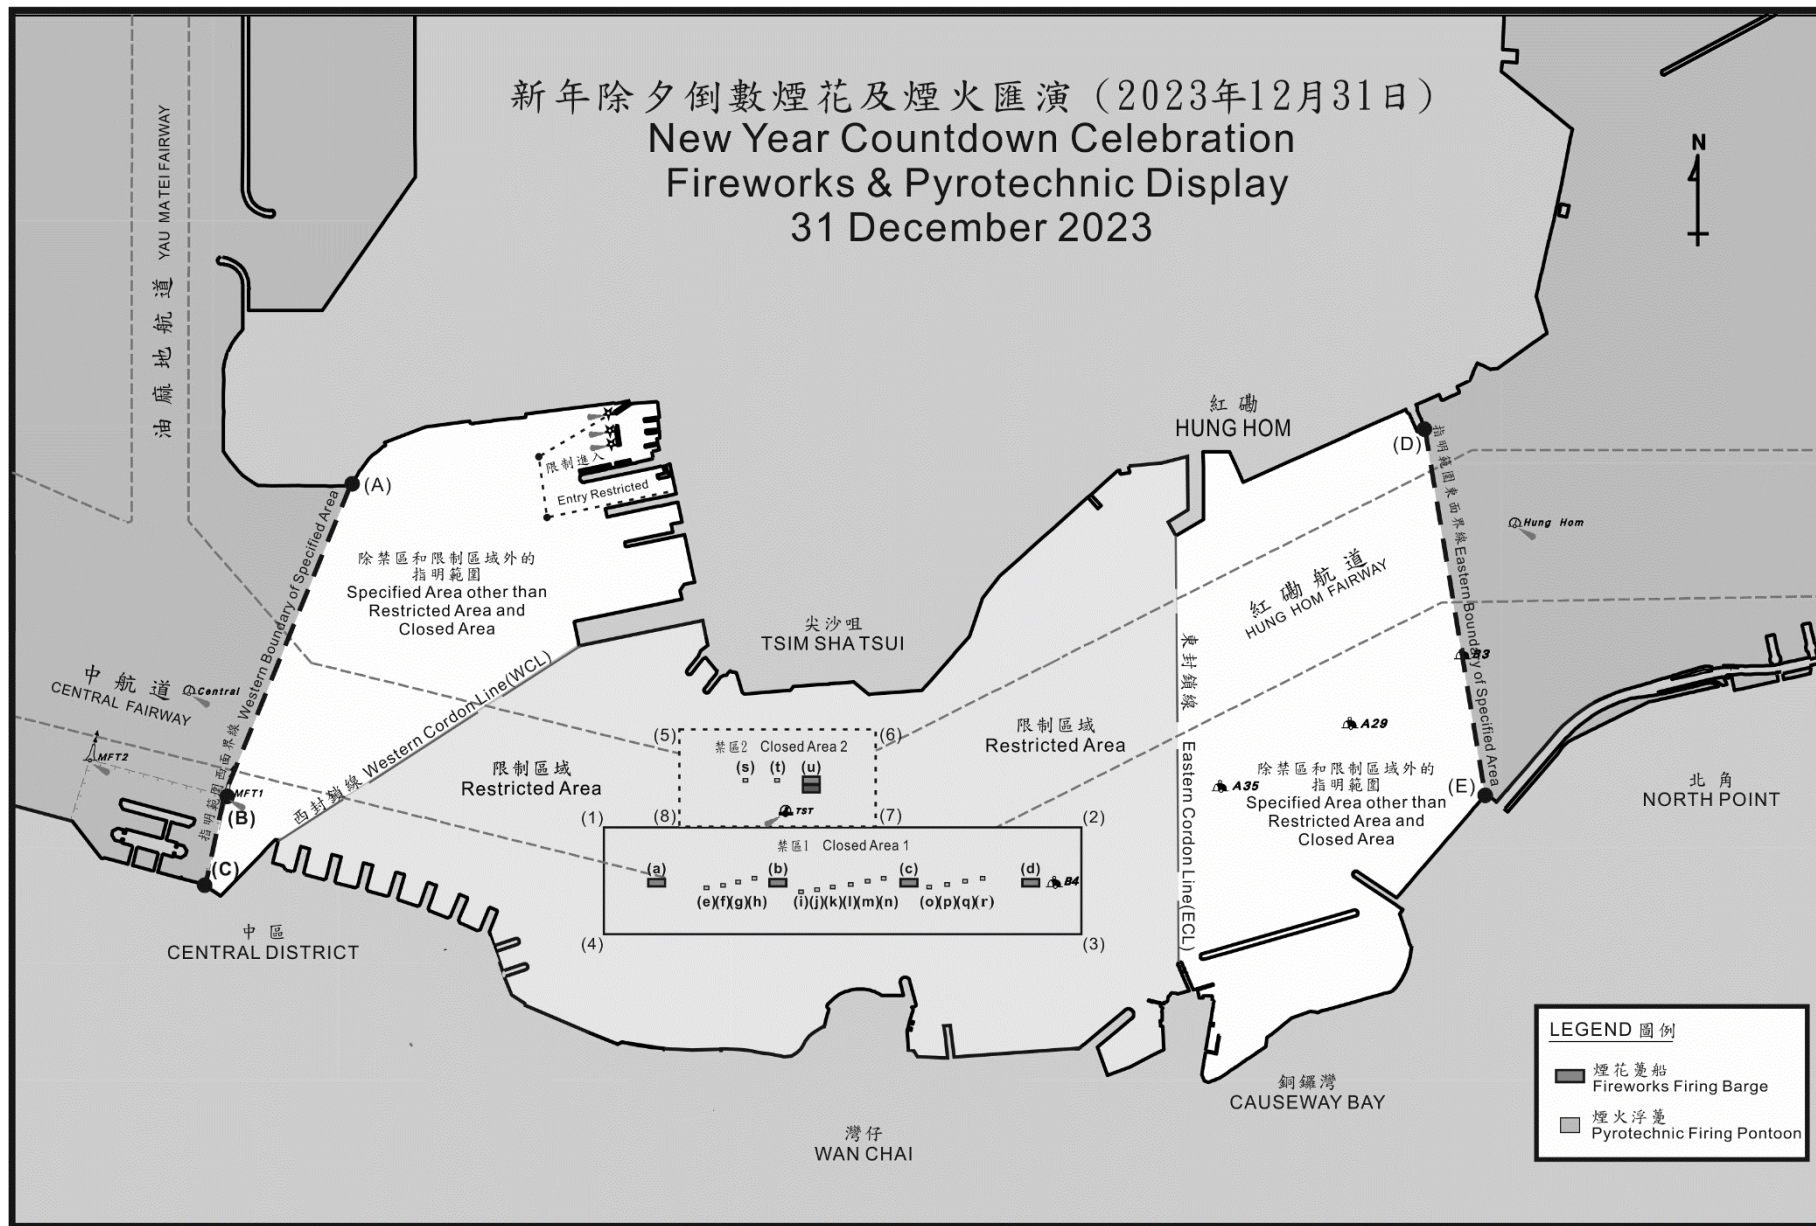 新年除夕倒數煙花及煙火匯演（2023年12月31日）
New Year Countdown Celebration
Fireworks & Pyrotechnic Display
31 December 2023
N
油麻地航道 YAU MA TEI FAIRWAY
紅磡
HUNG HOM
(D)
(A)
限制進入
Entry Restricted
指明範圍西面界線 Western Boundary of Specified Area
指明範圍東面界線 Eastern Boundary of Specified Area
Hung Hom
除禁區和限制區域外的
指明範圍
Specified Area other than
Restricted Area and
Closed Area
紅磡航道
HUNG HOM FAIRWAY
尖沙咀
TSIM SHA TSUI
東封鎖線 Eastern Cordon Line(ECL)
B3
中航道
CENTRAL FAIRWAY
Central
西封鎖線 Western Cordon Line(WCL)
限制區域
Restricted Area
A29
(5)
(6)
禁區2 Closed Area 2
(s)
(t)
(u)
TST
限制區域
Restricted Area
MFT2
MFT1
(B)
A35
除禁區和限制區域外的
指明範圍
Specified Area other than
Restricted Area and
Closed Area
(E)
北角
NORTH POINT
(1)
(8)
(7)
(2)
禁區1 Closed Area 1
(a)
(b)
(c)
(d)
B4
(e)(f)(g)(h)
(i)(j)(k)(l)(m)(n)
(o)(p)(q)(r)
(C)
(4)
(3)
中區
CENTRAL DISTRICT
銅鑼灣
CAUSEWAY BAY
灣仔
WAN CHAI
LEGEND 圖例
煙花躉船
Fireworks Firing Barge
煙火浮躉
Pyrotechnic Firing Pontoon